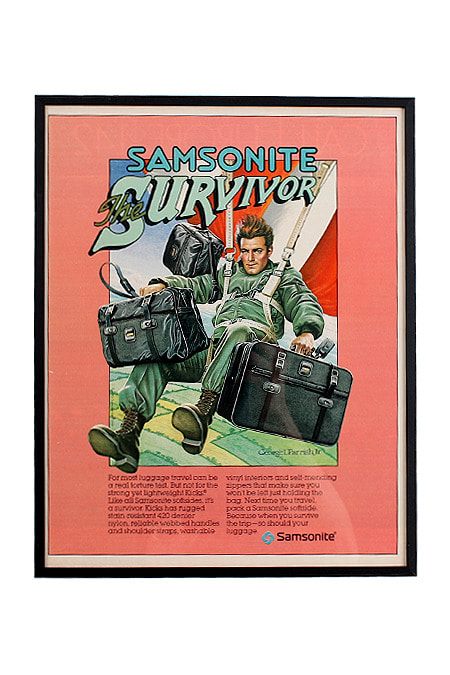 SAMSONITE
The SURVIVOR
George I. Parrish, Jr.
For most luggage travel can be
a real torture test. But not for the
strong yet lightweight Kicks®
Like all Samsonite softsides, it's
a survivor. Kicks has rugged
stain-resistant 420 denier
nylon, reliable webbed handles
and shoulder straps, washable
vinyl interiors and self-mending
zippers that make sure you
won't be left just holding the
bag. Next time you travel,
pack a Samsonite softside.
Because when you survive
the trip—so should your
luggage.
Samsonite®